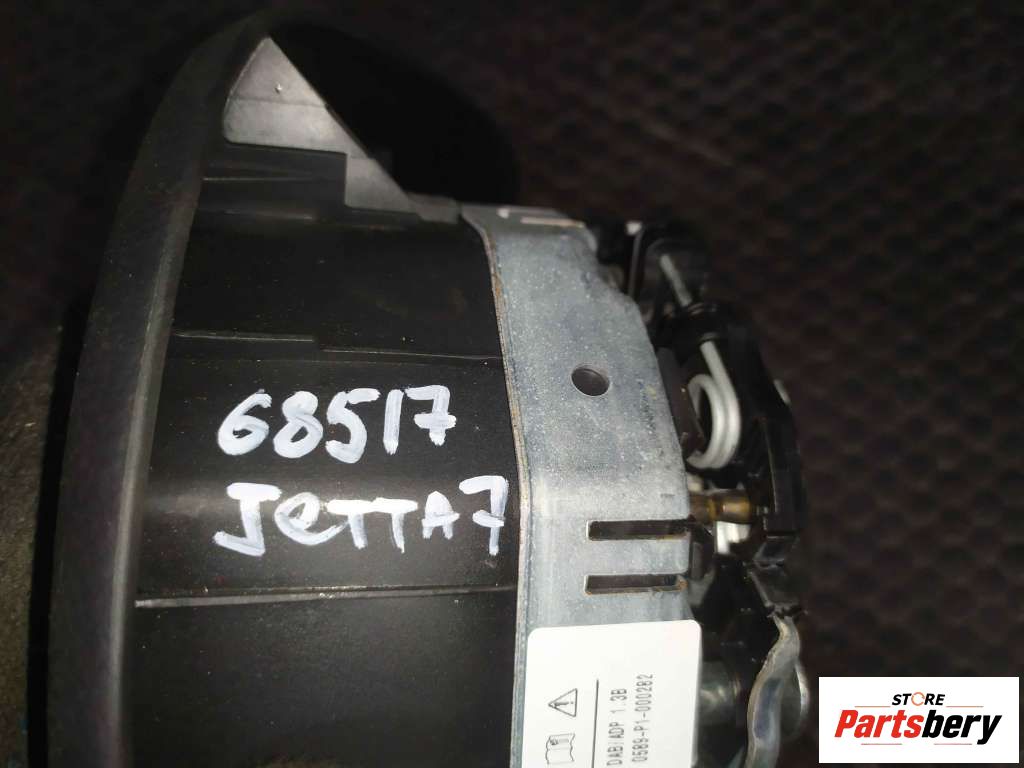 68517
JeTTA7
DAB/ADP 1.3B
0589-P1-000282
STORE
Partsbery